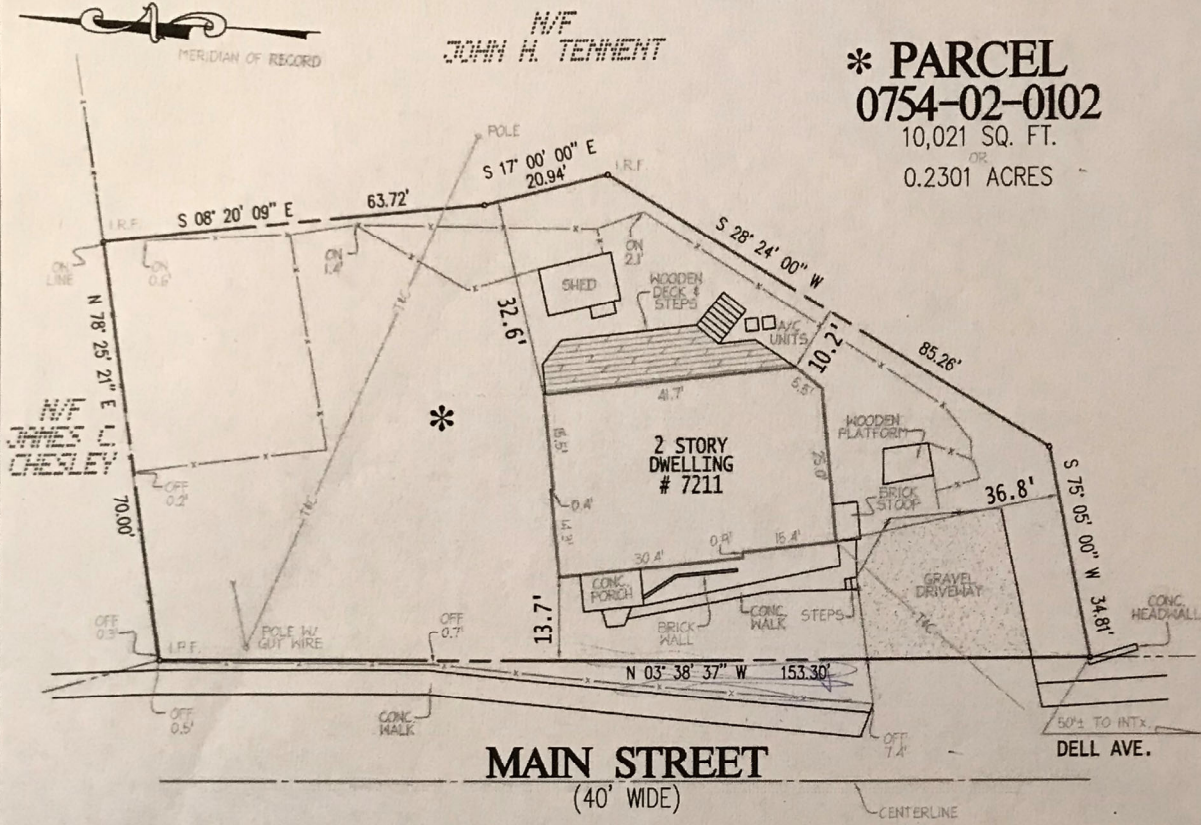 MERIDIAN OF RECORD
N/F
JOHN H. TENNENT
* PARCEL
0754-02-0102
10,021 SQ. FT.
OR
0.2301 ACRES
POLE
S 17° 00' 00" E
20.94'
I.R.F.
I.R.F.
S 08° 20' 09" E
63.72'
S 28° 24' 00" W
85.26'
ON
LINE
ON
0.6'
ON
1.4'
ON
2.1'
N 78° 25' 21" E
70.00'
T&C
32.6'
SHED
WOODEN
DECK &
STEPS
A/C
UNITS
10.2'
41.7'
5.8'
N/F
JAMES C.
CHESLEY
*
2 STORY
DWELLING
# 7211
15.5'
0.4'
14.3'
25.0'
WOODEN
PLATFORM
BRICK
STOOP
36.8'
S 75° 05' 00" W
34.81'
OFF
0.2'
T&C
30.4'
0.9'
15.4'
CONC.
PORCH
13.7'
BRICK
WALL
CONC.
WALK
STEPS
GRAVEL
DRIVEWAY
T&C
CONC.
HEADWALL
OFF
0.3'
I.P.F.
POLE W/
GUY WIRE
OFF
0.7'
N 03° 38' 37" W 153.30'
OFF
0.5'
CONC.
WALK
OFF
7.4'
50'± TO INTX.
DELL AVE.
MAIN STREET
(40' WIDE)
CENTERLINE